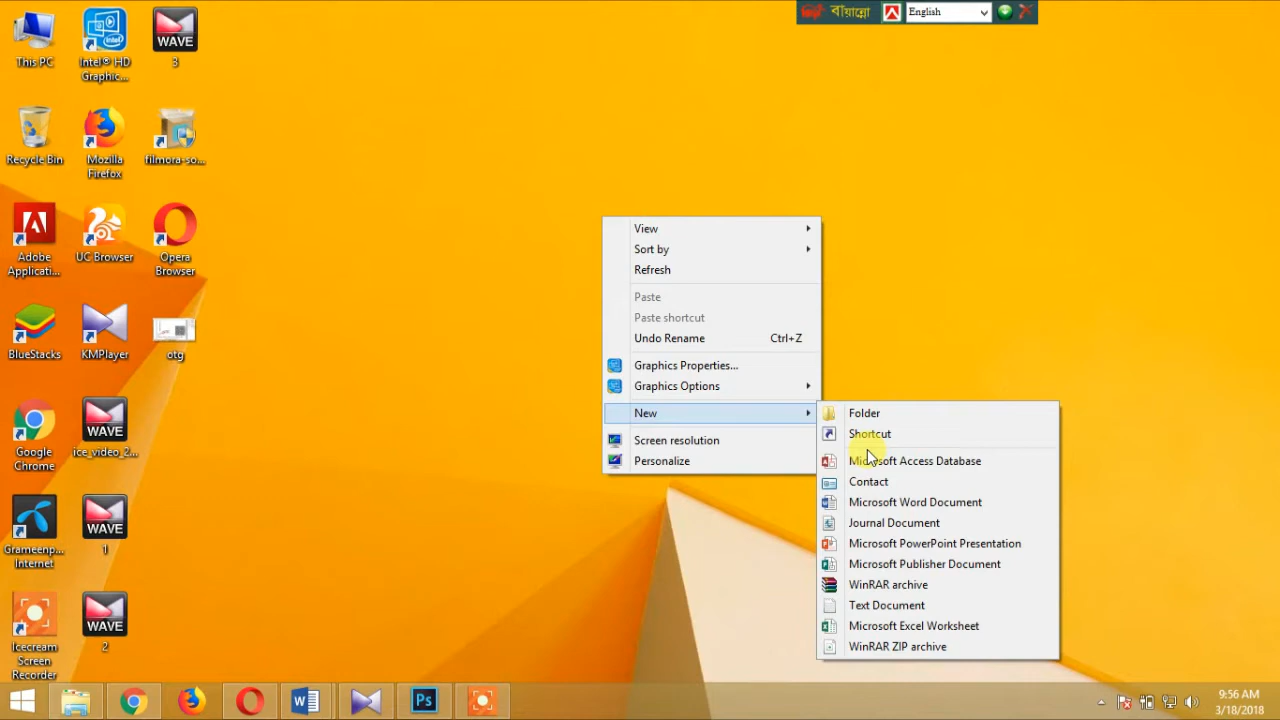 This PC
Intel® HD
Graphic...
WAVE
3
Recycle Bin
Mozilla
Firefox
filmora-so...
Adobe
Applicati...
UC Browser
Opera
Browser
BlueStacks
KMPlayer
otg
Google
Chrome
WAVE
ice_video_2...
Grameenp...
Internet
WAVE
1
Icecream
Screen
Recorder
WAVE
2
বায়ান্নো
English
View
Sort by
Refresh
Paste
Paste shortcut
Undo Rename Ctrl+Z
Graphics Properties...
Graphics Options
New
Screen resolution
Personalize
Folder
Shortcut
Microsoft Access Database
Contact
Microsoft Word Document
Journal Document
Microsoft PowerPoint Presentation
Microsoft Publisher Document
WinRAR archive
Text Document
Microsoft Excel Worksheet
WinRAR ZIP archive
Ps
9:56 AM
3/18/2018